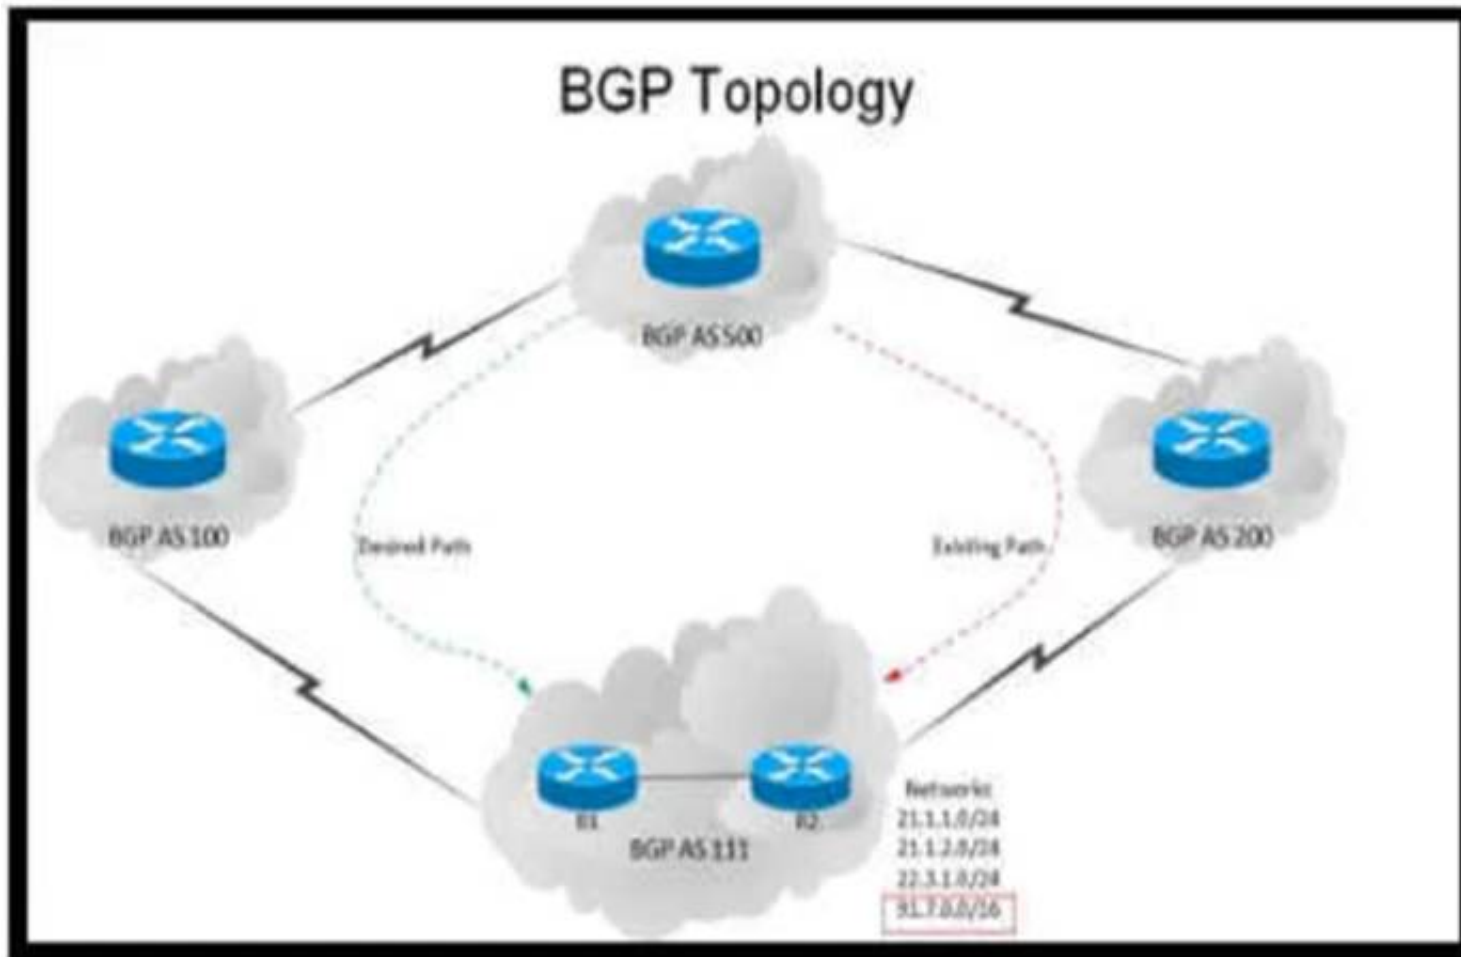 BGP Topology
BGP AS 500
BGP AS 100
Desired Path
Existing Path
BGP AS 200
R1
R2
BGP AS 111
Networks
21.1.1.0/24
21.1.2.0/24
22.3.1.0/24
91.7.0.0/16